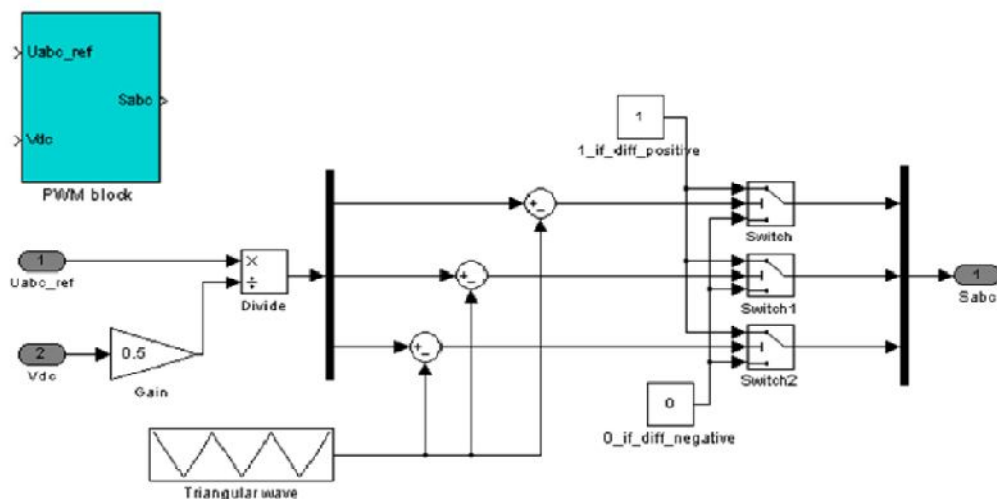 Uabc_ref
Sabc
Vdc
PWM block
1
1_if_diff_positive
+
-
Switch
1
Uabc_ref
×
÷
Divide
+
-
Switch1
1
Sabc
2
Vdc
0.5
Gain
+
-
Switch2
0
0_if_diff_negative
Triangular wave